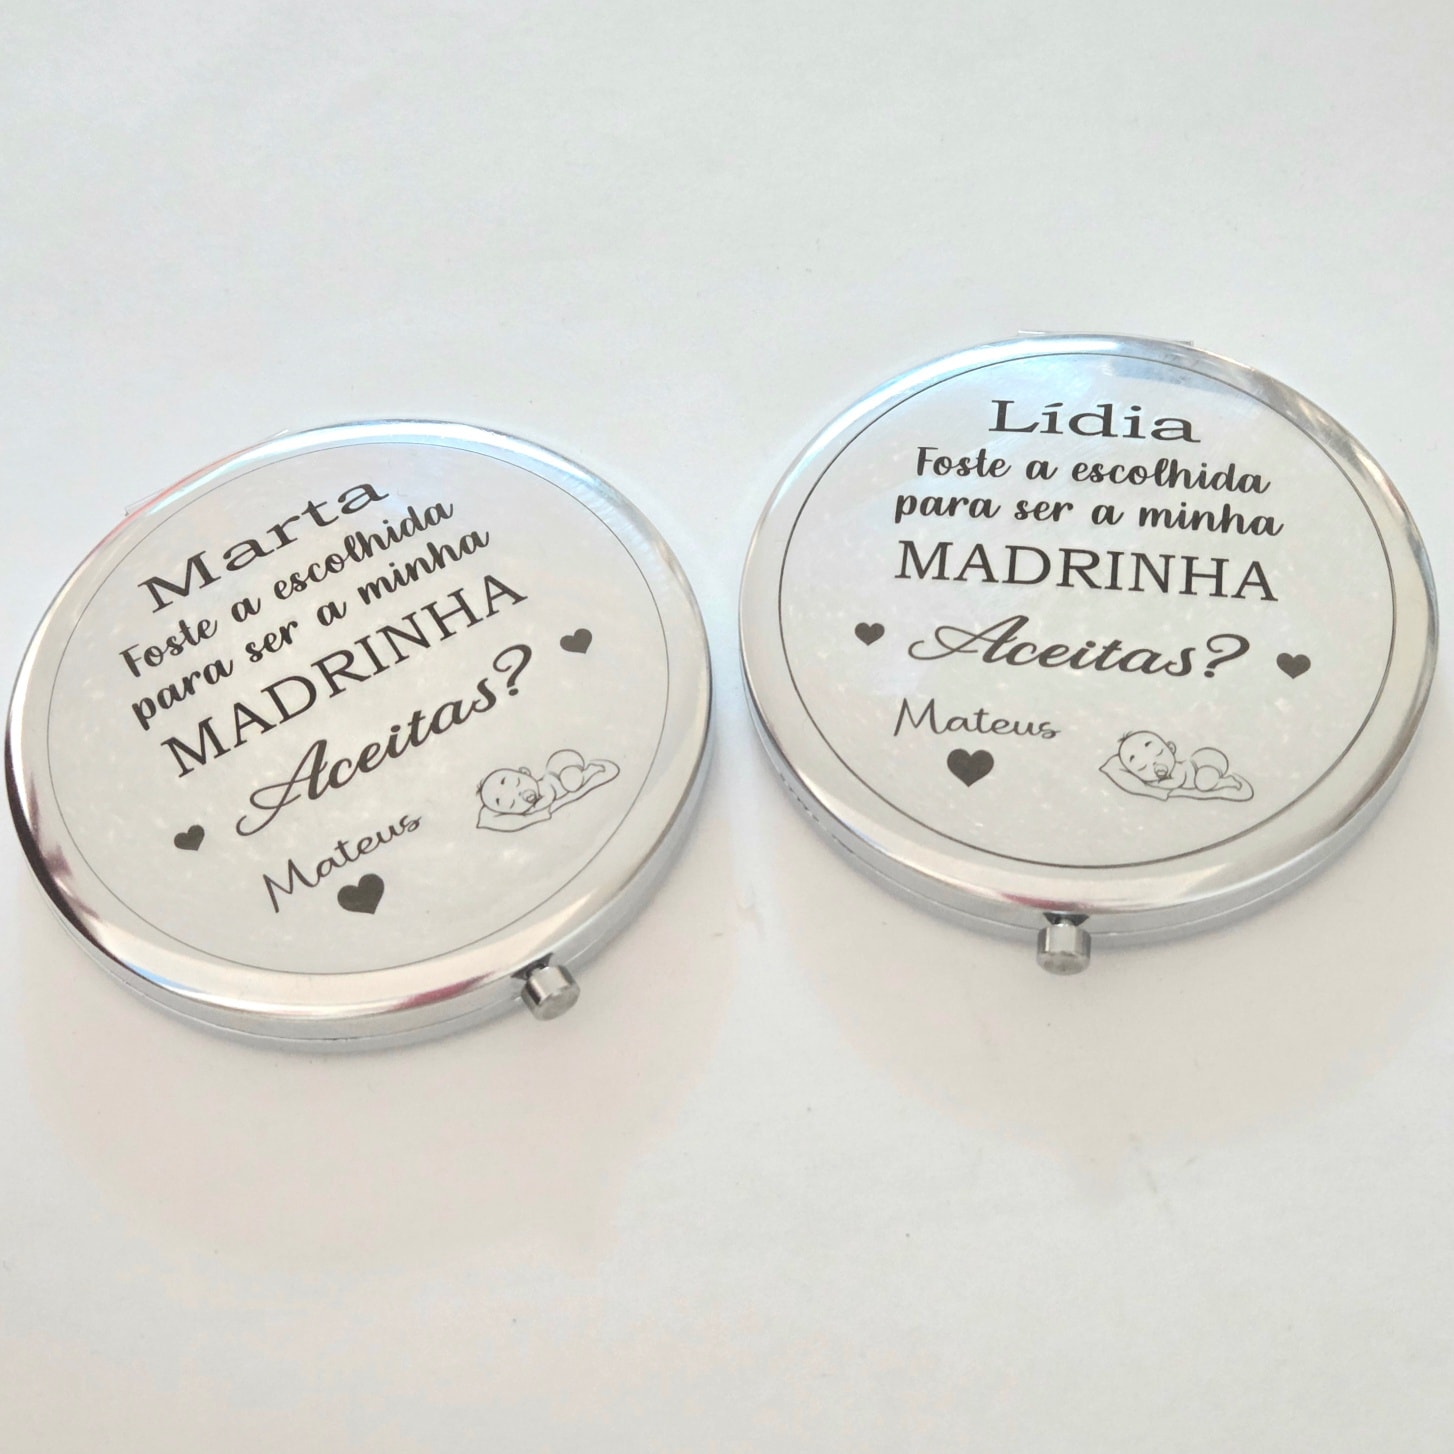 Marta
Foste a escolhida
para ser a minha
MADRINHA
Aceitas?
Mateus
Lídia
Foste a escolhida
para ser a minha
MADRINHA
Aceitas?
Mateus